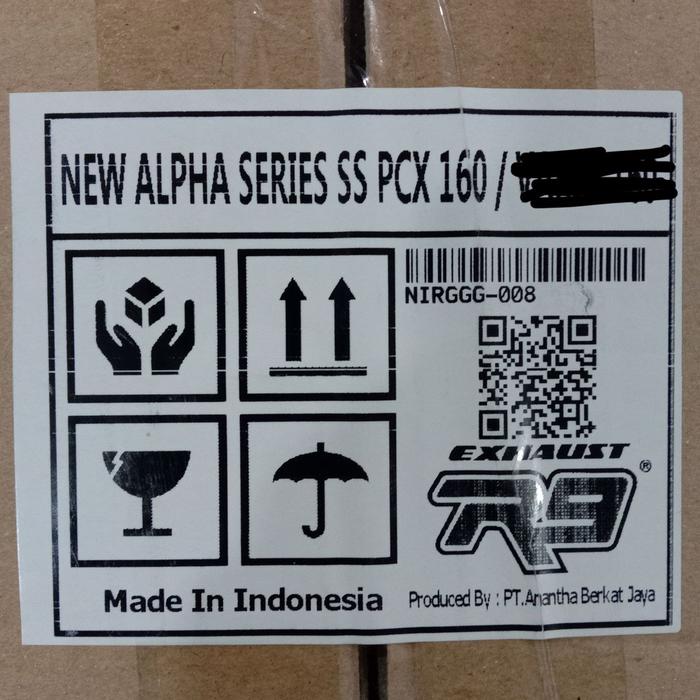 NEW ALPHA SERIES SS PCX 160 /
NIRGGG-008
EXHAUST
R9®
Made In Indonesia
Produced By : PT.Anantha Berkat Jaya